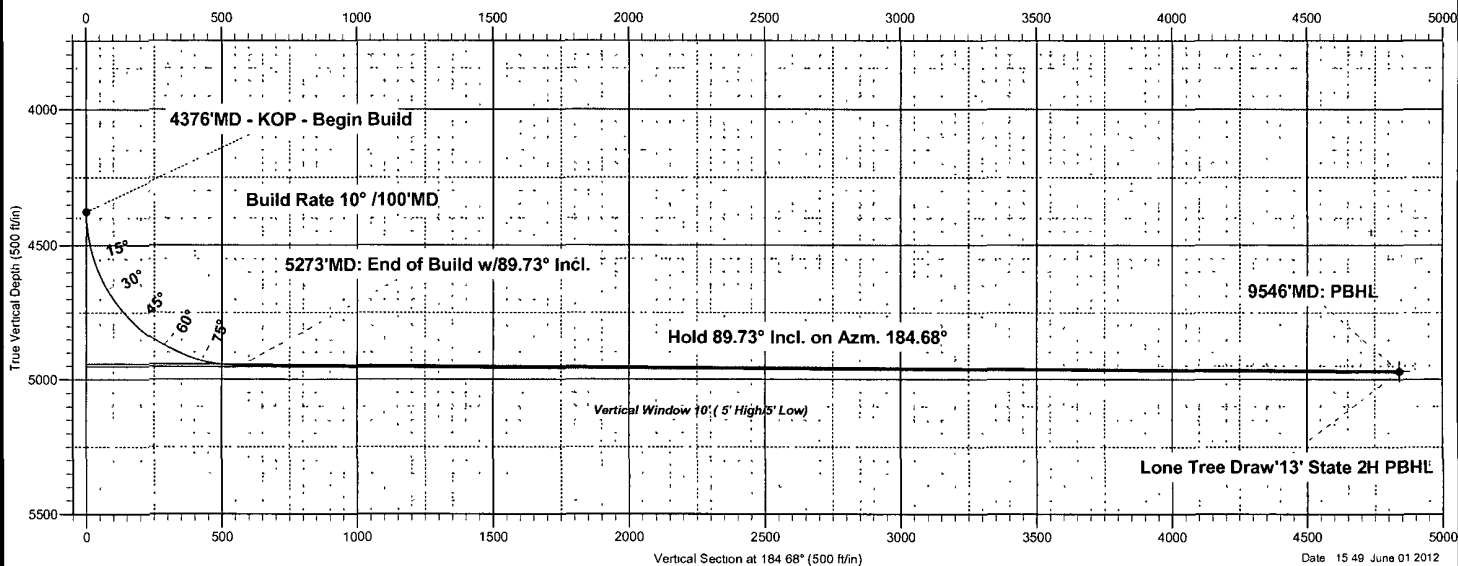 0 500 1000 1500 2000 2500 3000 3500 4000 4500 5000
4000
4376'MD - KOP - Begin Build
Build Rate 10° /100'MD
4500
15°
5273'MD: End of Build w/89.73° Incl.
30°
9546'MD: PBHL
45°
60°
75°
Hold 89.73° Incl. on Azm. 184.68°
True Vertical Depth (500 ft/in)
5000
Vertical Window 10' ( 5' High/5' Low)
Lone Tree Draw'13' State 2H PBHL
5500
0 500 1000 1500 2000 2500 3000 3500 4000 4500 5000
Vertical Section at 184 68° (500 ft/in)
Date 15 49 June 01 2012